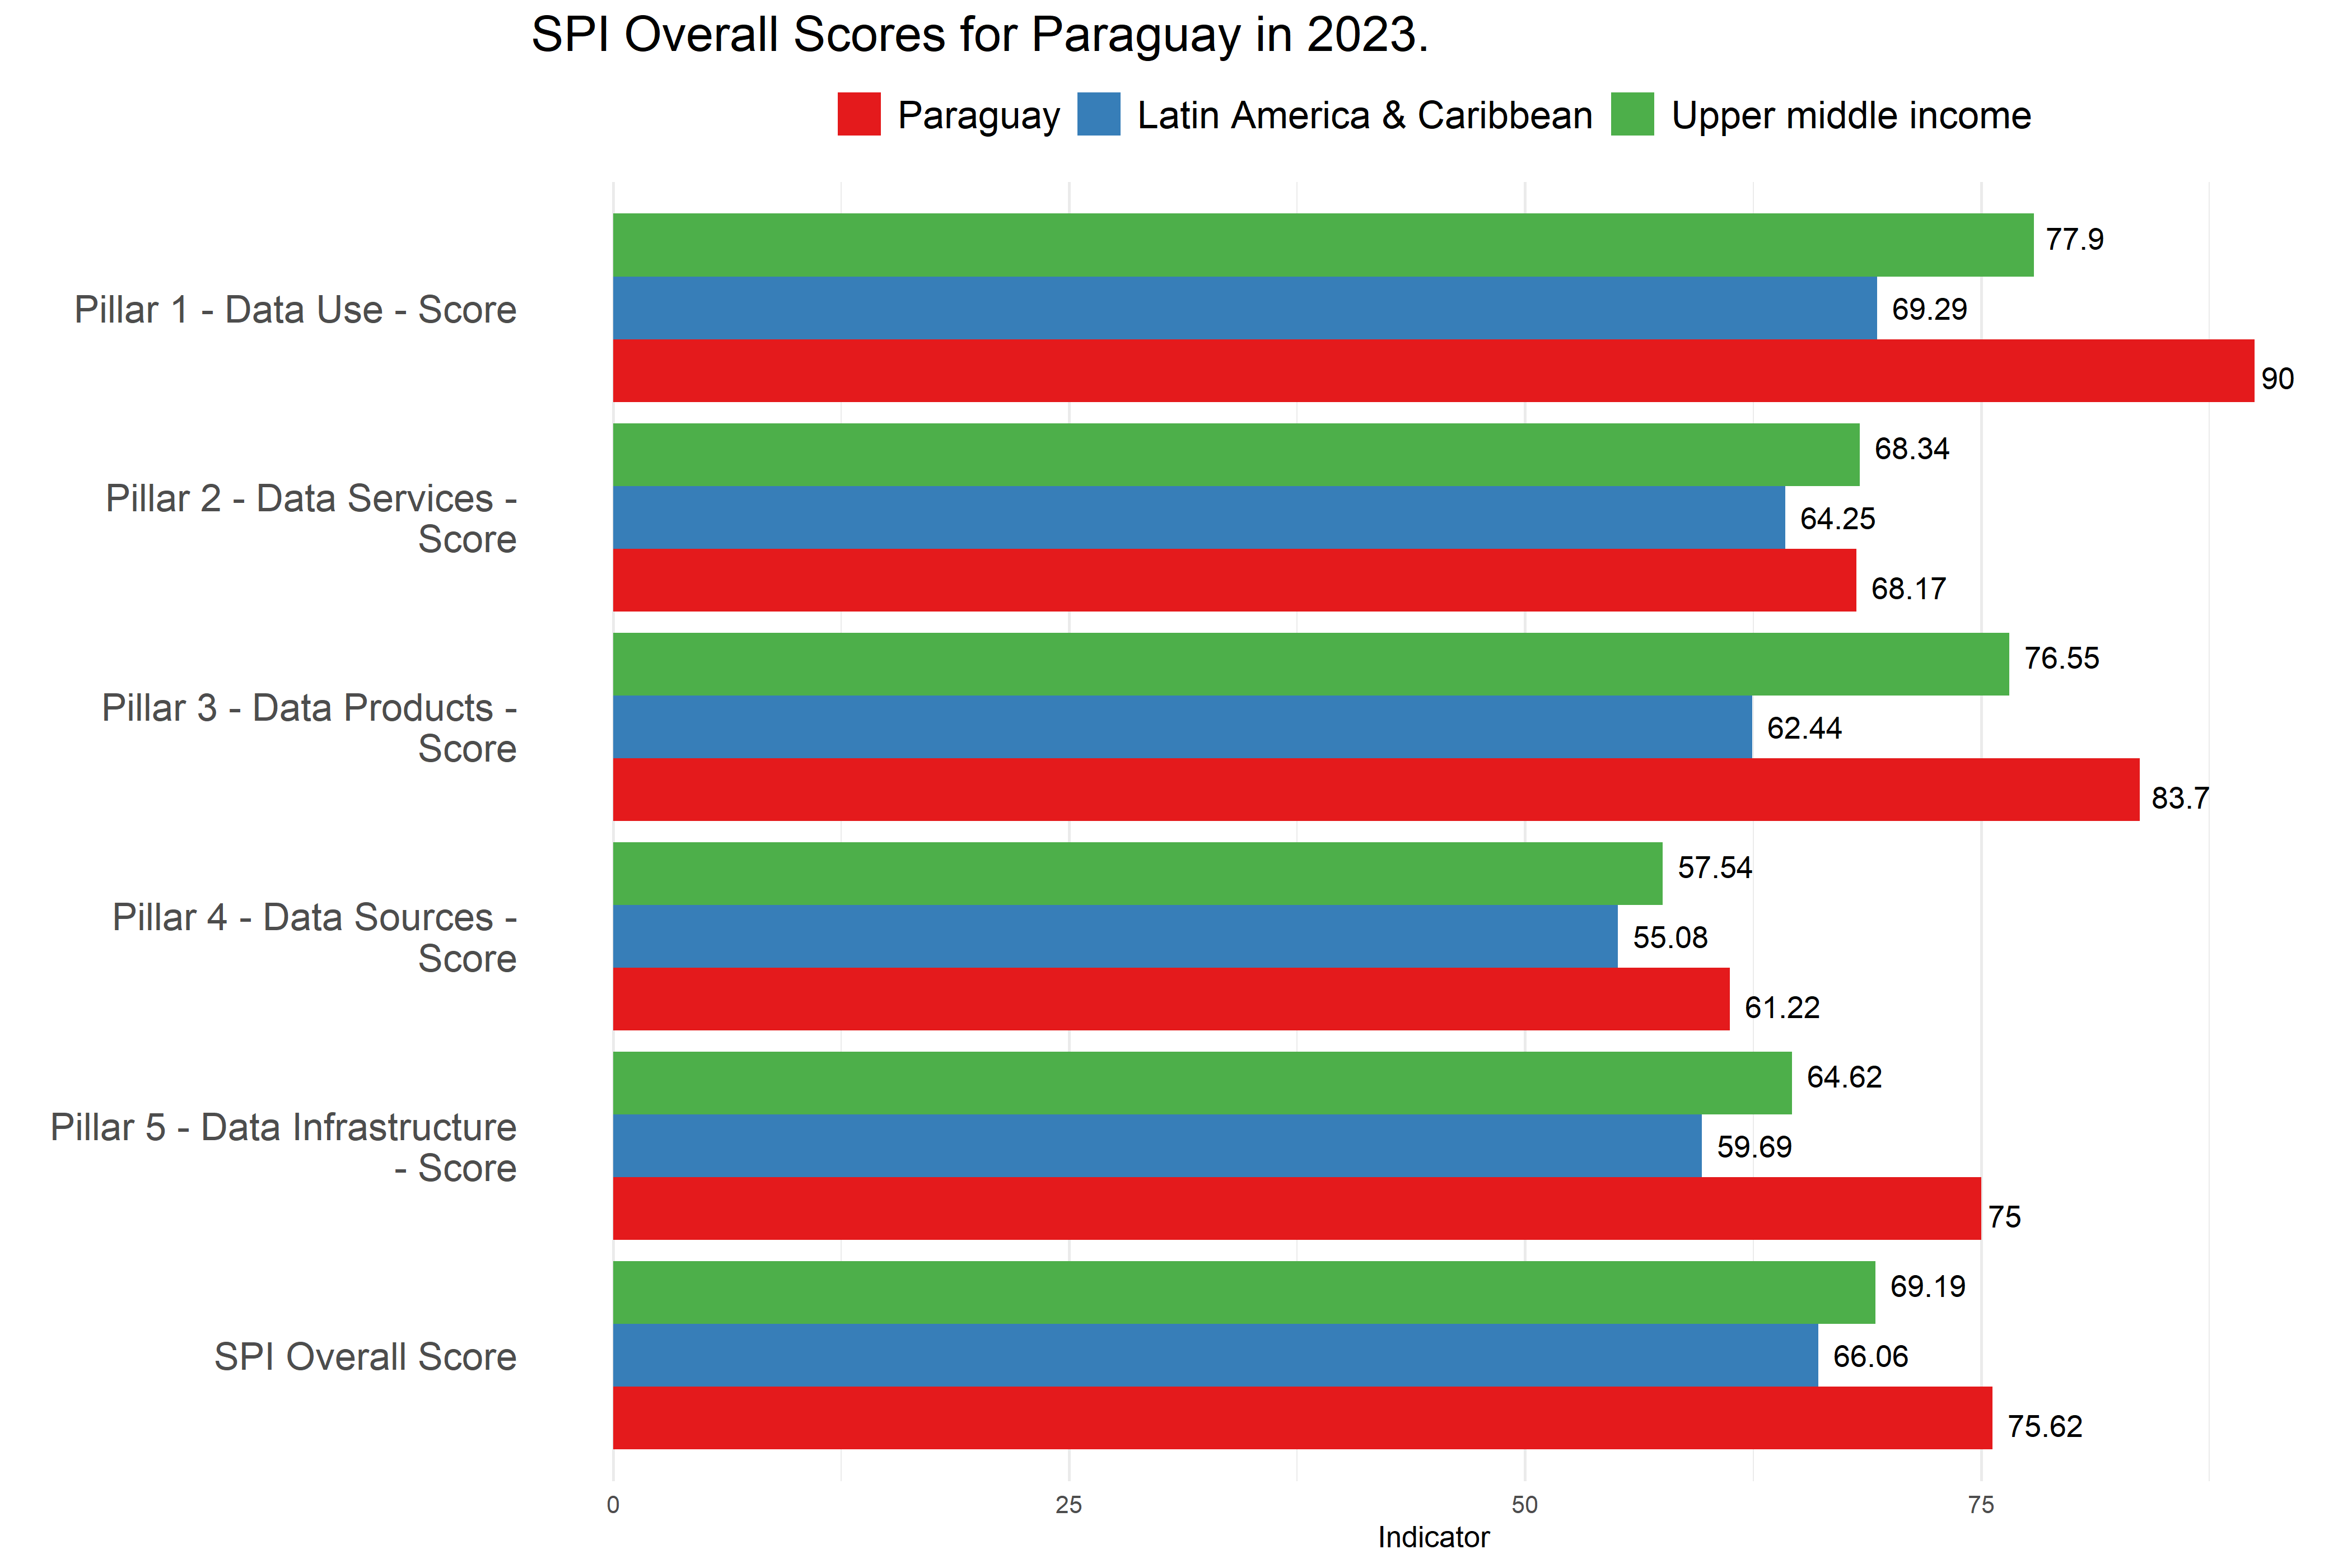 SPI Overall Scores for Paraguay in 2023.
Paraguay Latin America & Caribbean Upper middle income
77.9
Pillar 1 - Data Use - Score
69.29
90
68.34
Pillar 2 - Data Services -
Score
64.25
68.17
76.55
Pillar 3 - Data Products -
Score
62.44
83.7
57.54
Pillar 4 - Data Sources -
Score
55.08
61.22
64.62
Pillar 5 - Data Infrastructure
- Score
59.69
75
69.19
SPI Overall Score
66.06
75.62
0 25 50 75
Indicator